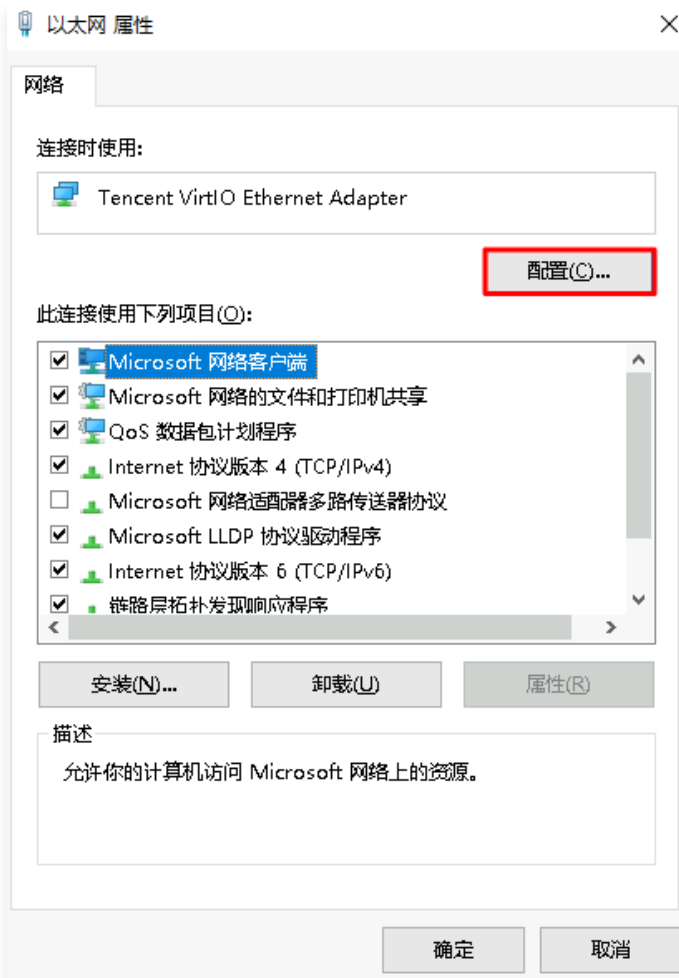 以太网 属性
网络
连接时使用:
Tencent VirtIO Ethernet Adapter
配置(C)...
此连接使用下列项目(O):
Microsoft 网络客户端
Microsoft 网络的文件和打印机共享
QoS 数据包计划程序
Internet 协议版本 4 (TCP/IPv4)
Microsoft 网络适配器多路传送器协议
Microsoft LLDP 协议驱动程序
Internet 协议版本 6 (TCP/IPv6)
链路层拓扑发现响应程序
安装(N)... 卸载(U) 属性(R)
描述
允许你的计算机访问 Microsoft 网络上的资源。
确定 取消